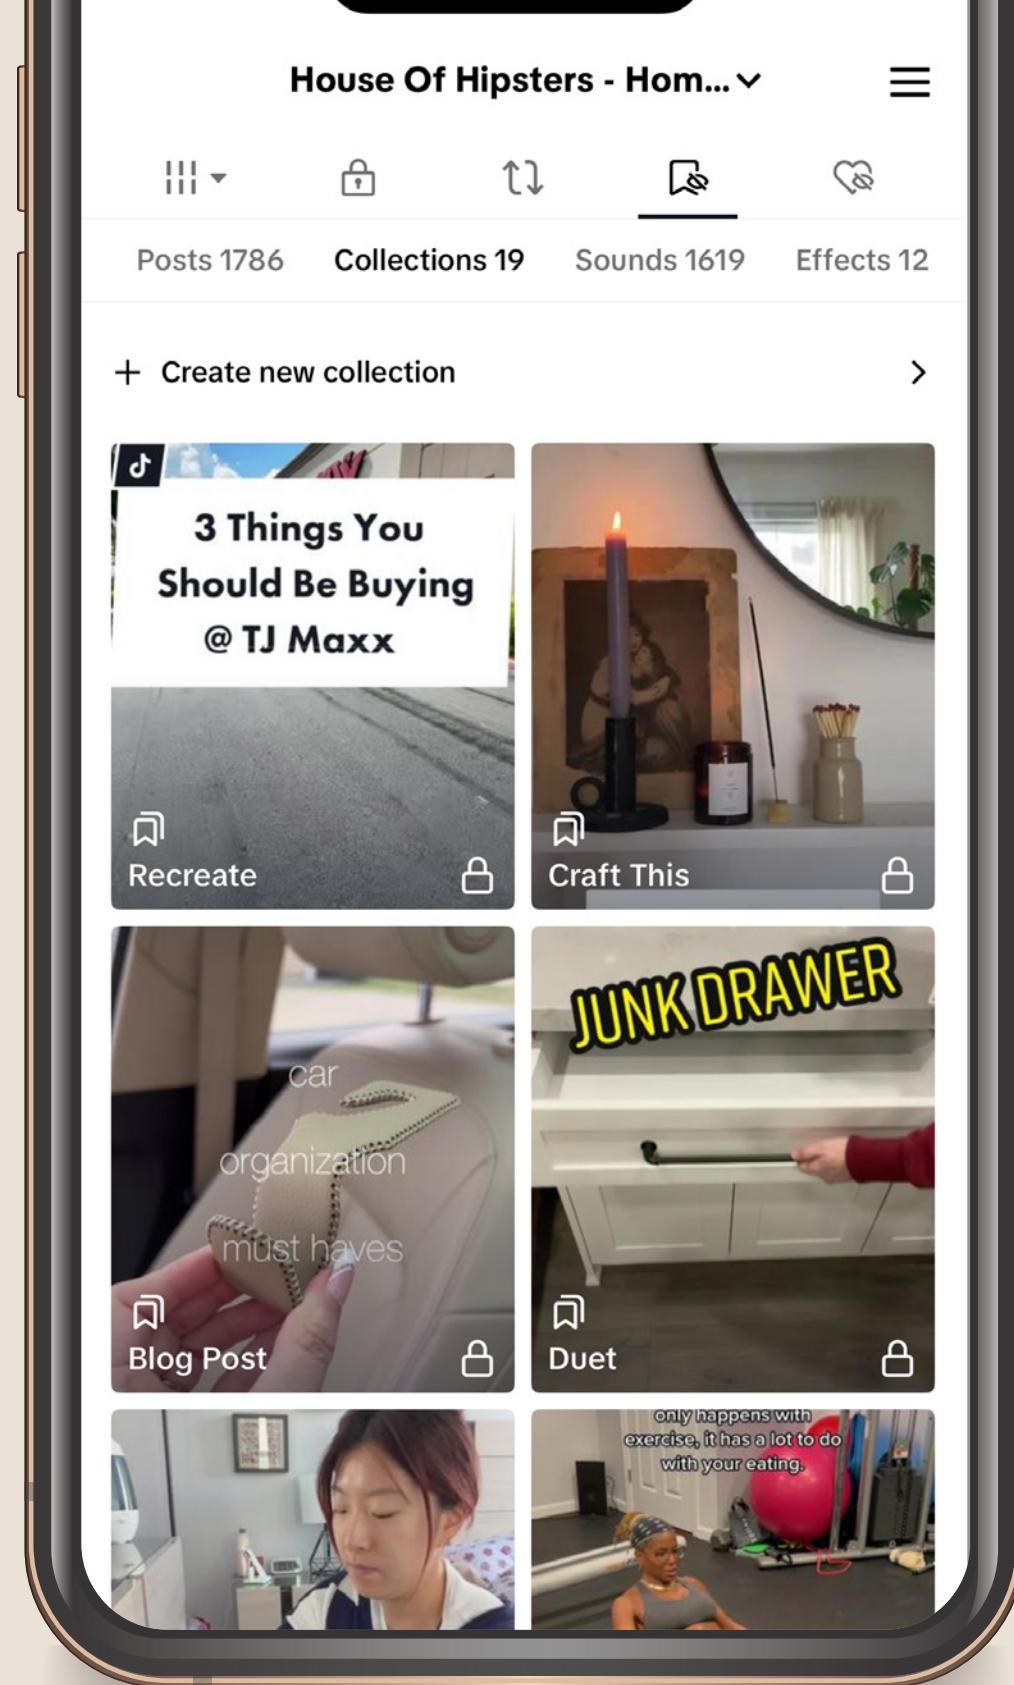 House Of Hipsters - Hom...
Posts 1786
Collections 19
Sounds 1619
Effects 12
+ Create new collection
3 Things You
Should Be Buying
@ TJ Maxx
Recreate
Craft This
car
organization
must haves
Blog Post
JUNK DRAWER
Duet
only happens with
exercise, it has a lot to do
with your eating.